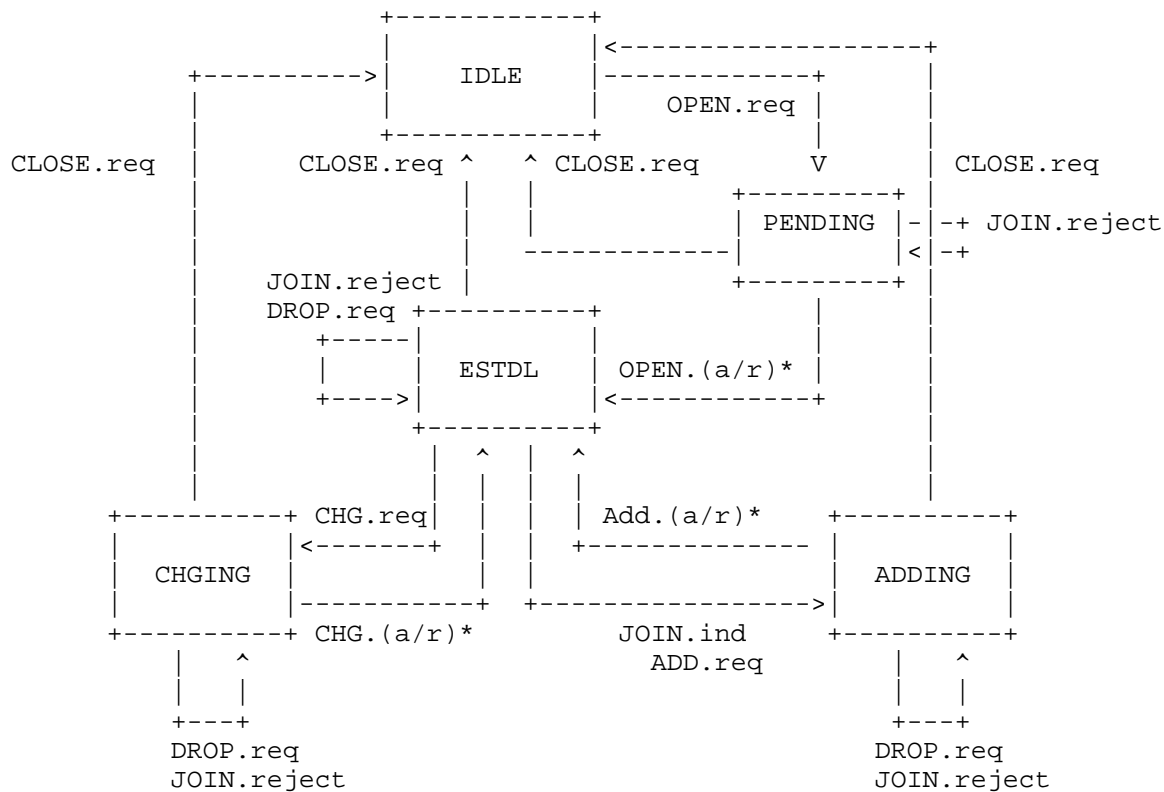 IDLE
OPEN.req
CLOSE.req CLOSE.req CLOSE.req CLOSE.req
PENDING JOIN.reject
JOIN.reject
DROP.req
ESTDL OPEN.(a/r)*
CHG.req Add.(a/r)*
CHGING ADDING
CHG.(a/r)* JOIN.ind
ADD.req
DROP.req DROP.req
JOIN.reject JOIN.reject